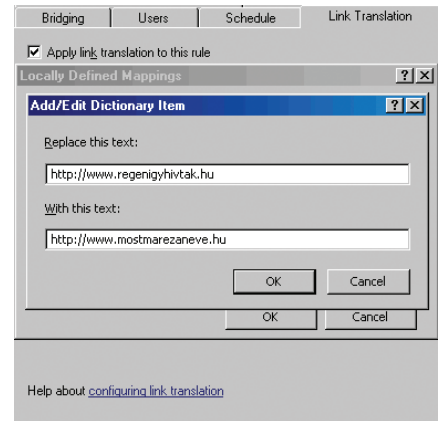 Bridging Users Schedule Link Translation
Apply link translation to this rule
Locally Defined Mappings
Add/Edit Dictionary Item
Replace this text:
http://www.regenigyhivtak.hu
With this text:
http://www.mostmarezaneve.hu
OK Cancel
OK Cancel
Help about configuring link translation